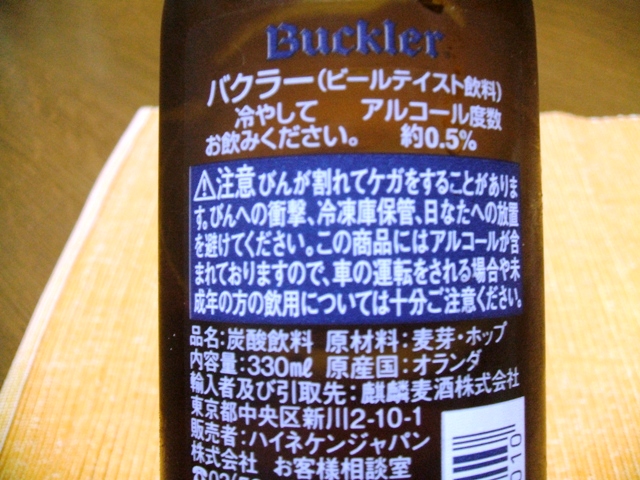 Buckler
バクラー(ビールテイスト飲料)
冷やして アルコール度数
お飲みください。 約0.5%
⚠注意 びんが割れてケガをすることがありま
す。びんへの衝撃、冷凍庫保管、日なたへの放置
を避けてください。この商品にはアルコールが含
まれておりますので、車の運転をされる場合や未
成年の方の飲用については十分ご注意ください。
品名:炭酸飲料 原材料:麦芽・ホップ
内容量:330mℓ 原産国:オランダ
輸入者及び引取先:麒麟麦酒株式会社
東京都中央区新川2-10-1
販売者:ハイネケンジャパン
株式会社 お客様相談室